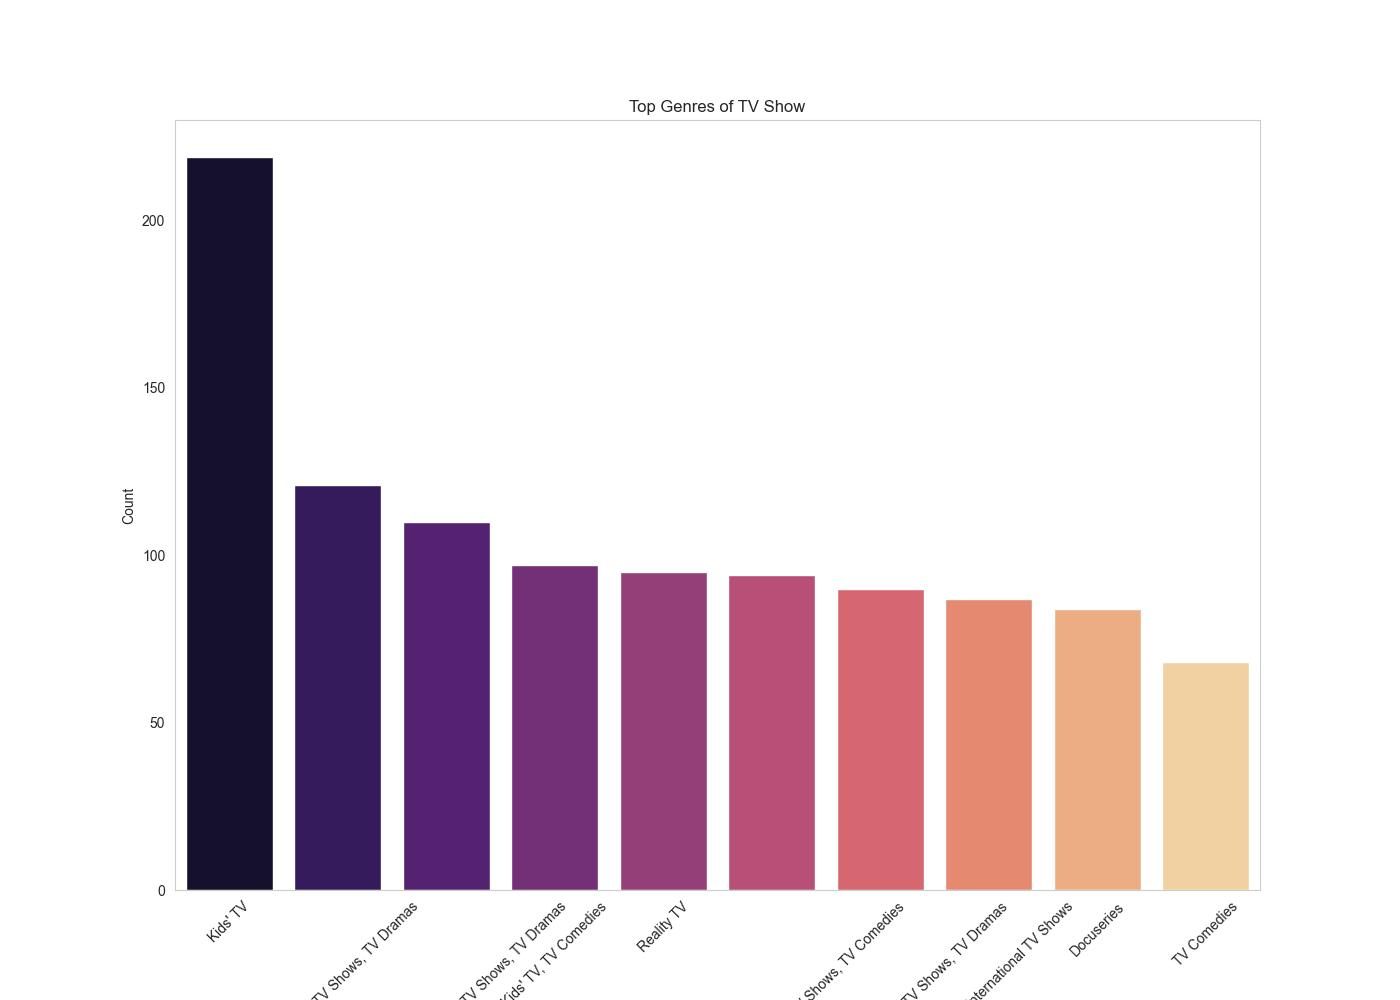 Top Genres of TV Show
Count
200
150
100
50
0
Kids' TV
TV Shows, TV Dramas
TV Shows, TV Dramas
Kids' TV, TV Comedies
Reality TV
Shows, TV Comedies
TV Shows, TV Dramas
International TV Shows
Docuseries
TV Comedies